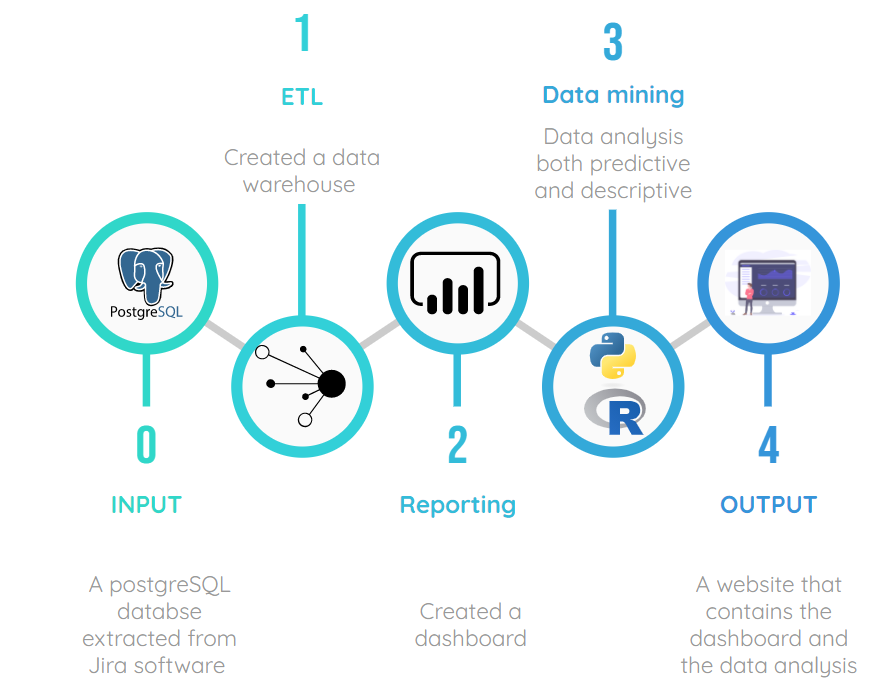 1
ETL
Created a data
warehouse
3
Data mining
Data analysis
both predictive
and descriptive
PostgreSQL
R
0
INPUT
A postgreSQL
databse
extracted from
Jira software
2
Reporting
Created a
dashboard
4
OUTPUT
A website that
contains the
dashboard and
the data analysis